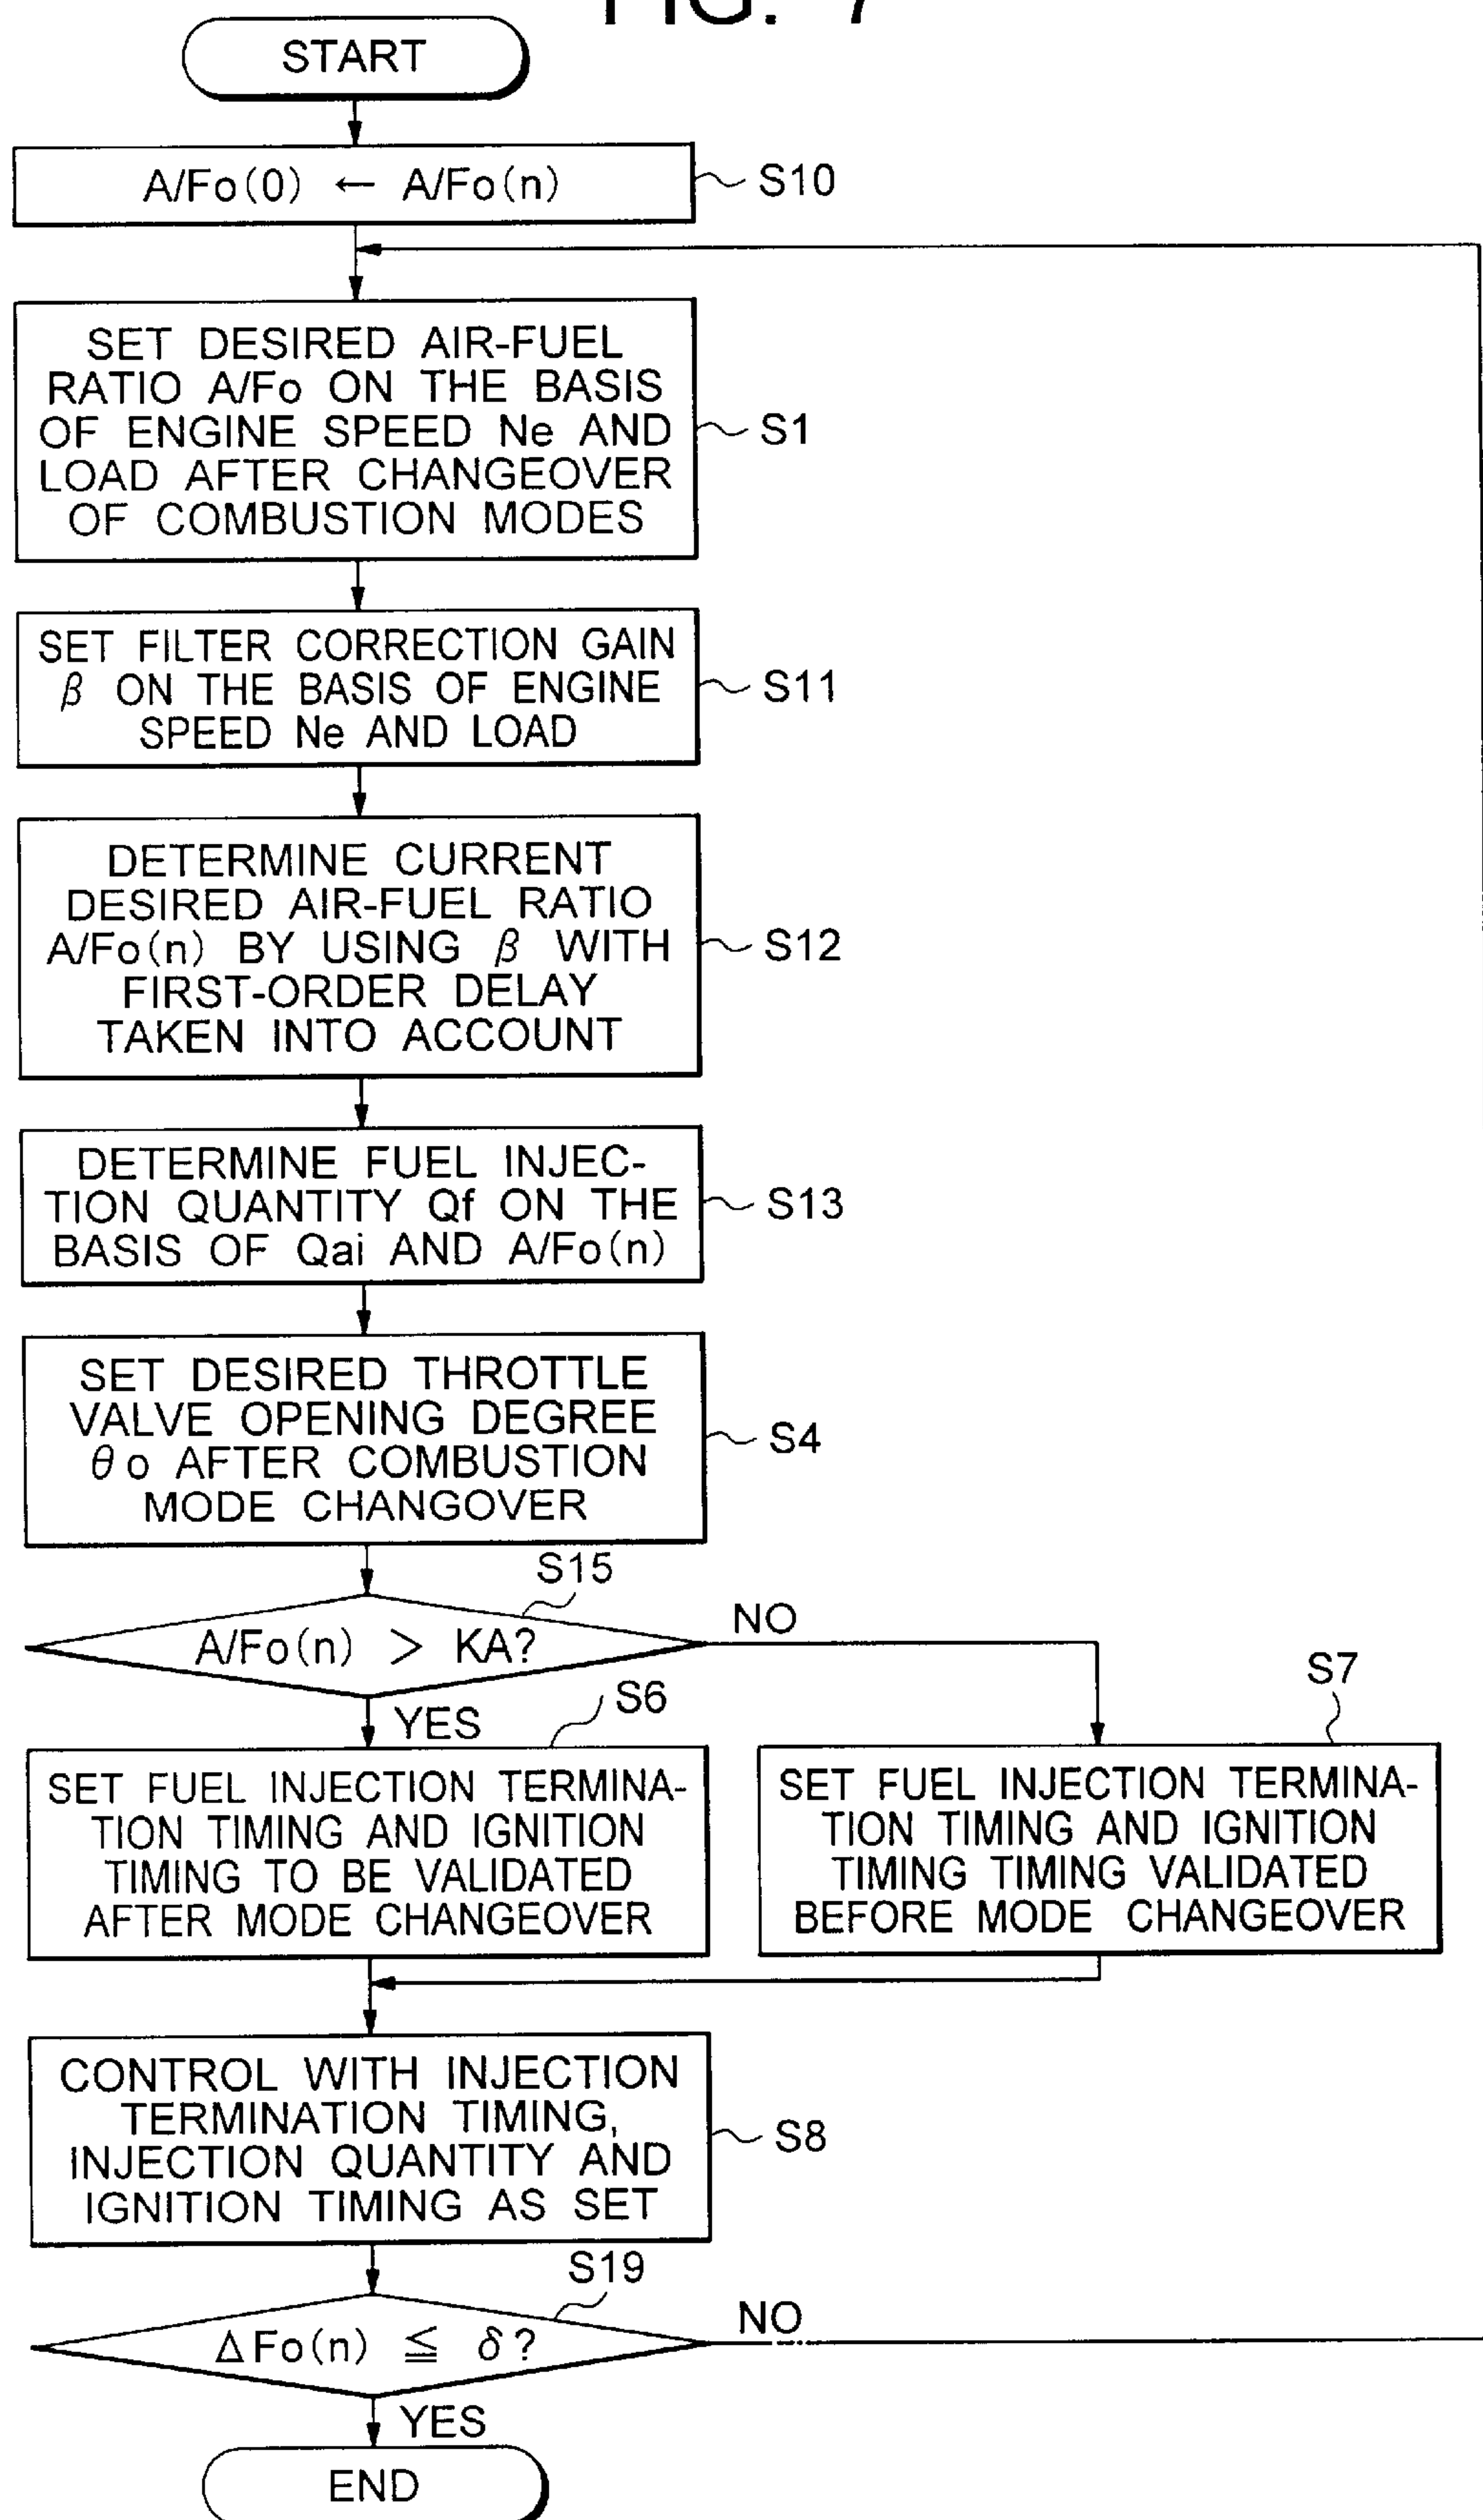 FIG. 7
START
A/Fo(0) ← A/Fo(n)
S10
SET DESIRED AIR-FUEL
RATIO A/Fo ON THE BASIS
OF ENGINE SPEED Ne AND
LOAD AFTER CHANGEOVER
OF COMBUSTION MODES
S1
SET FILTER CORRECTION GAIN
β ON THE BASIS OF ENGINE
SPEED Ne AND LOAD
S11
DETERMINE CURRENT
DESIRED AIR-FUEL RATIO
A/Fo(n) BY USING β WITH
FIRST-ORDER DELAY
TAKEN INTO ACCOUNT
S12
DETERMINE FUEL INJEC-
TION QUANTITY Qf ON THE
BASIS OF Qai AND A/Fo(n)
S13
SET DESIRED THROTTLE
VALVE OPENING DEGREE
θo AFTER COMBUSTION
MODE CHANGOVER
S4
S15
A/Fo(n) > KA?
NO
YES
S6
SET FUEL INJECTION TERMINA-
TION TIMING AND IGNITION
TIMING TO BE VALIDATED
AFTER MODE CHANGEOVER
S7
SET FUEL INJECTION TERMINA-
TION TIMING AND IGNITION
TIMING TIMING VALIDATED
BEFORE MODE CHANGEOVER
CONTROL WITH INJECTION
TERMINATION TIMING,
INJECTION QUANTITY AND
IGNITION TIMING AS SET
S8
S19
ΔFo(n) ≦ δ?
NO
YES
END